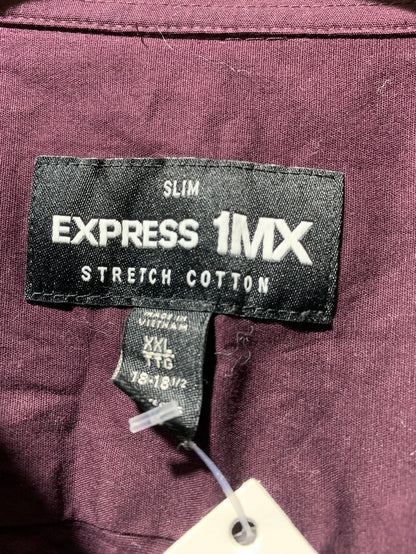 SLIM
EXPRESS 1MX
STRETCH COTTON
MADE IN
VIETNAM
XXL
TTG
18-18 1/2